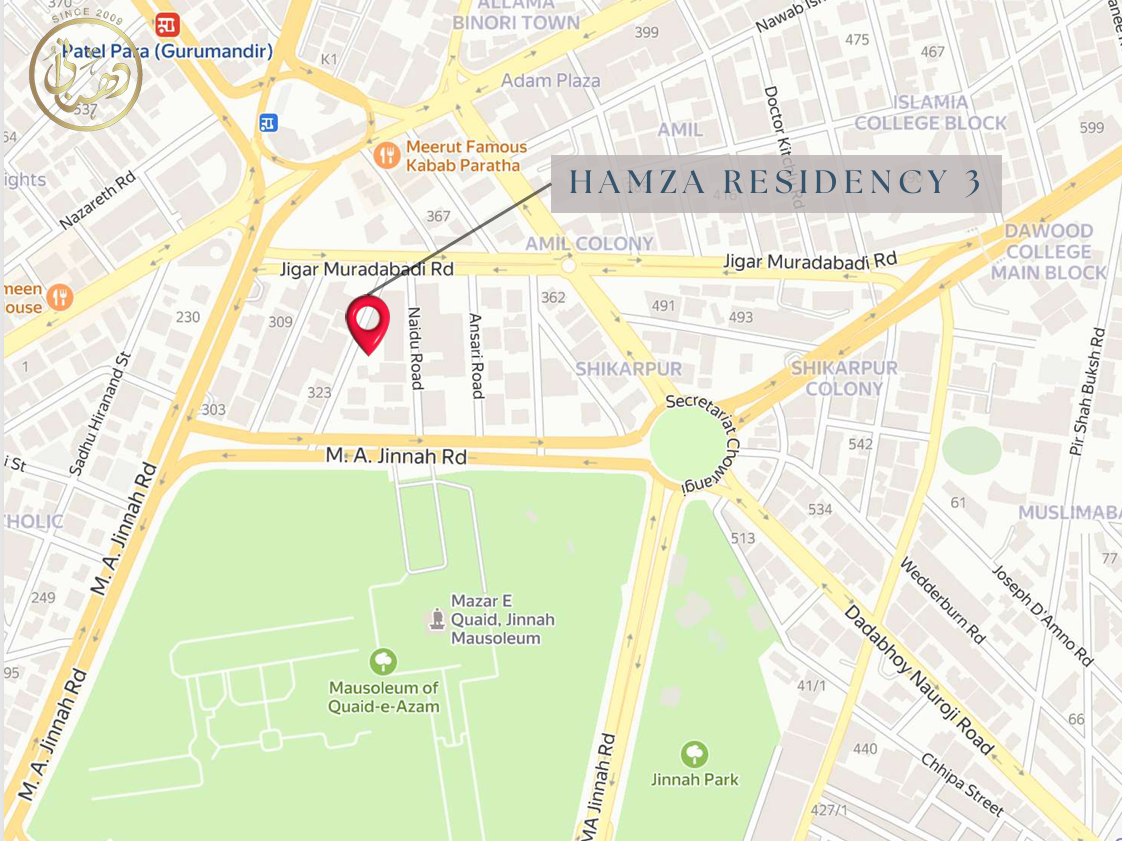 370
ALLAMA
BINORI TOWN
SINCE 2009
Patel Para (Gurumandir)
K1
399
475
467
537
Adam Plaza
ISLAMIA
COLLEGE BLOCK
AMIL
599
Meerut Famous
Kabab Paratha
ights
Nazareth Rd
HAMZA RESIDENCY 3
367
AMIL COLONY
DAWOOD
COLLEGE
MAIN BLOCK
Jigar Muradabadi Rd
Jigar Muradabadi Rd
meen
ouse
230
309
362
491
493
Naidu Road
Ansari Road
1
SHIKARPUR
SHIKARPUR
COLONY
Sadhu Hiranand St
323
303
Secretariat Chowrangi
Pir Shah Buksh Rd
542
M. A. Jinnah Rd
i St
M. A. Jinnah Rd
61
534
MUSLIMABA
THOLIC
513
77
249
Mazar E
Quaid, Jinnah
Mausoleum
Wedderburn Rd
Joseph D'Amno Rd
Dadabhoy Nauroji Road
95
Mausoleum of
Quaid-e-Azam
41/1
M. A. Jinnah Rd
66
440
MA Jinnah Rd
Jinnah Park
Chhipa Street
427/1